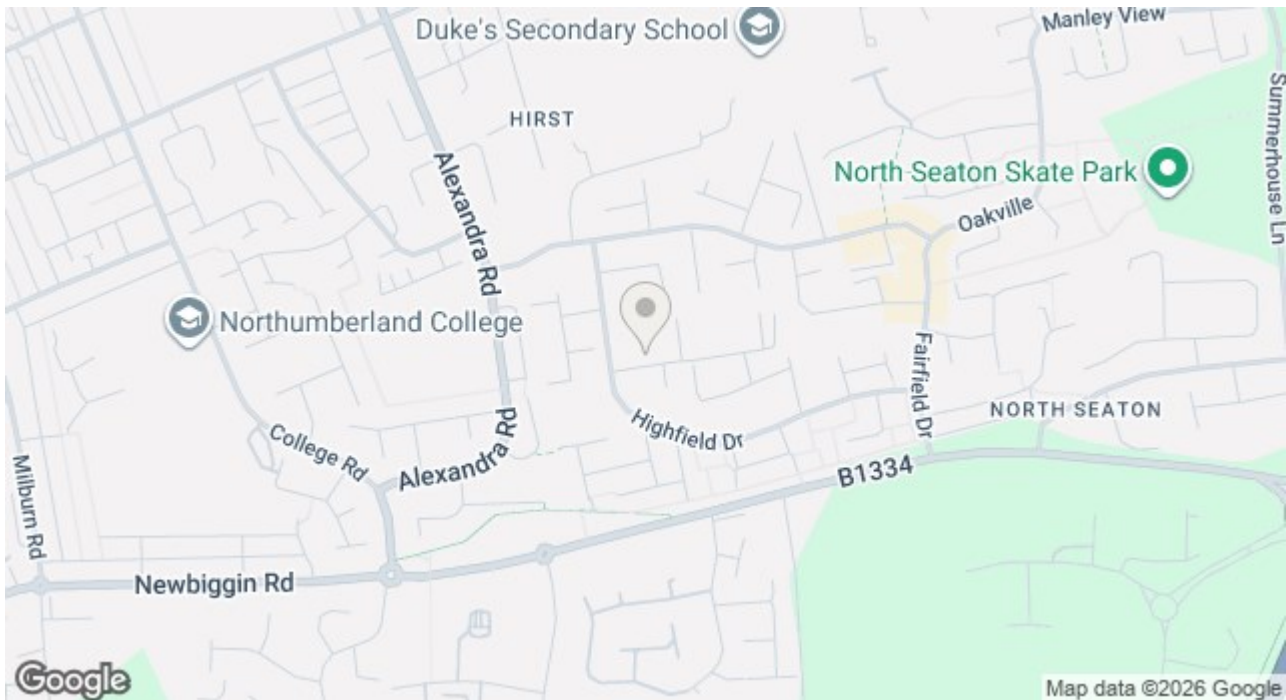 Duke's Secondary School
Manley View
Summerhouse Ln
HIRST
Alexandra Rd
North Seaton Skate Park
Oakville
Northumberland College
Fairfield Dr
Highfield Dr
NORTH SEATON
College Rd
Alexandra Rd
B1334
Milburn Rd
Newbiggin Rd
Google
Map data ©2026 Google